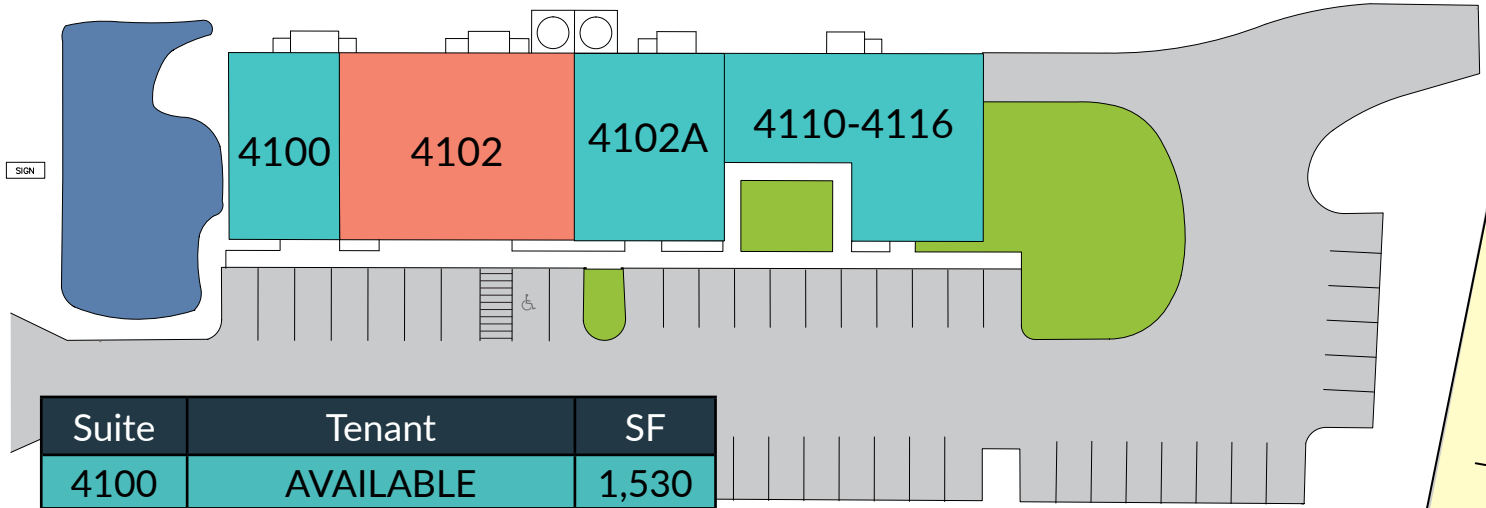 4100
4102
4102A
4110-4116
SIGN
Suite Tenant SF
4100 AVAILABLE 1,530